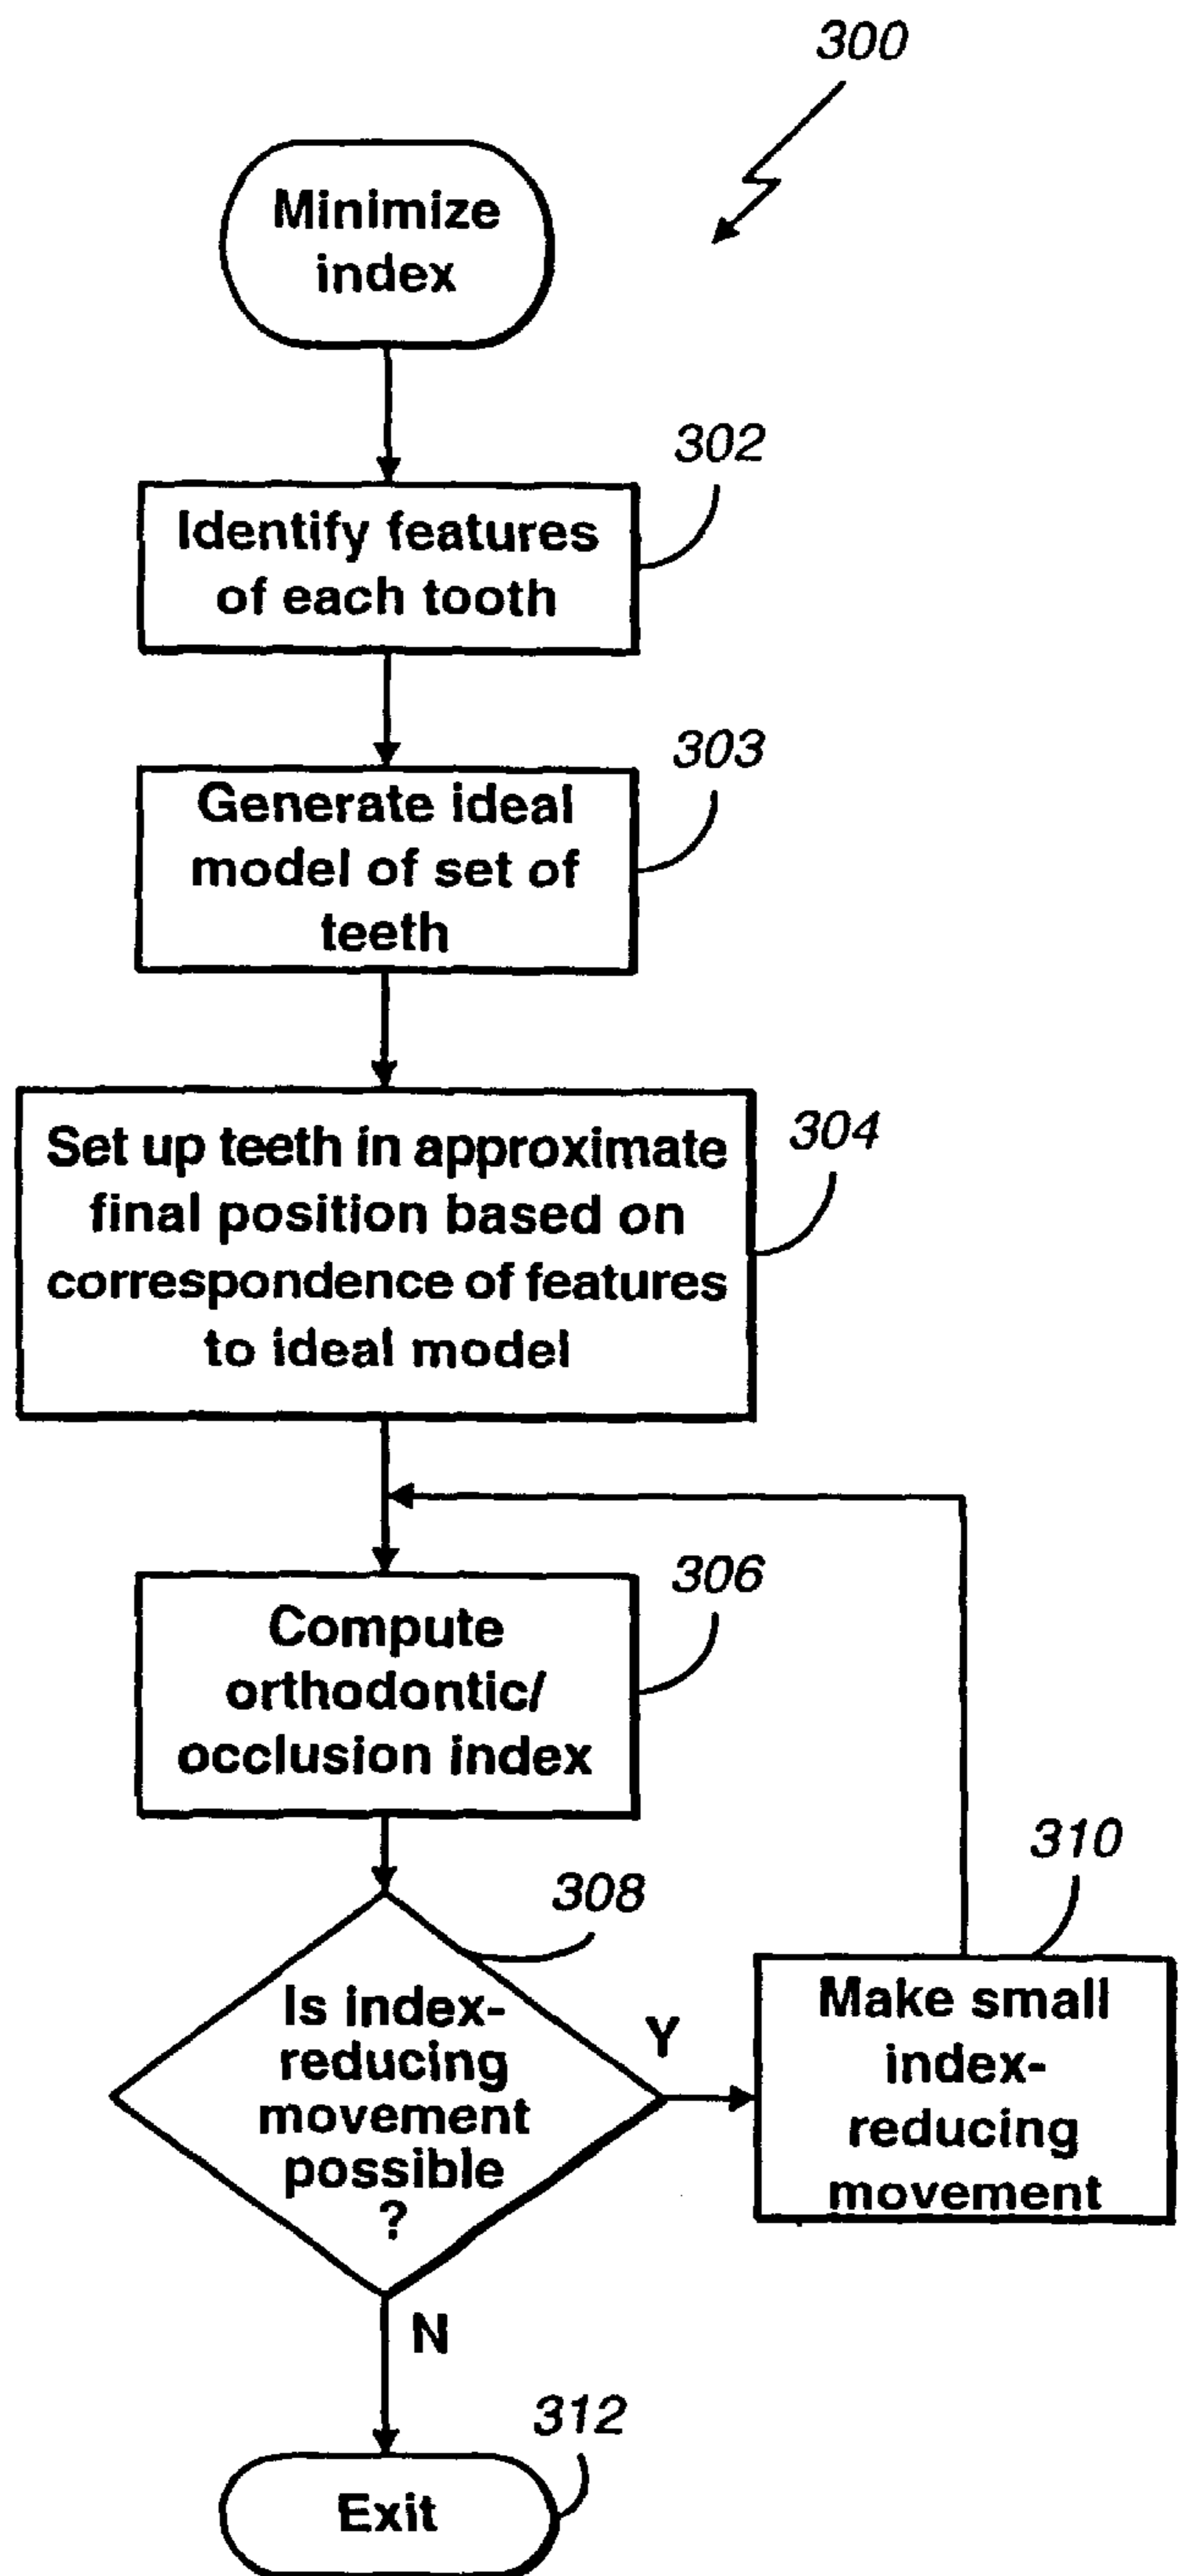 300
Minimize
index
302
Identify features
of each tooth
303
Generate ideal
model of set of
teeth
304
Set up teeth in approximate
final position based on
correspondence of features
to ideal model
306
Compute
orthodontic/
occlusion index
308
Is index-
reducing
movement
possible
?
Y
310
Make small
index-
reducing
movement
N
312
Exit